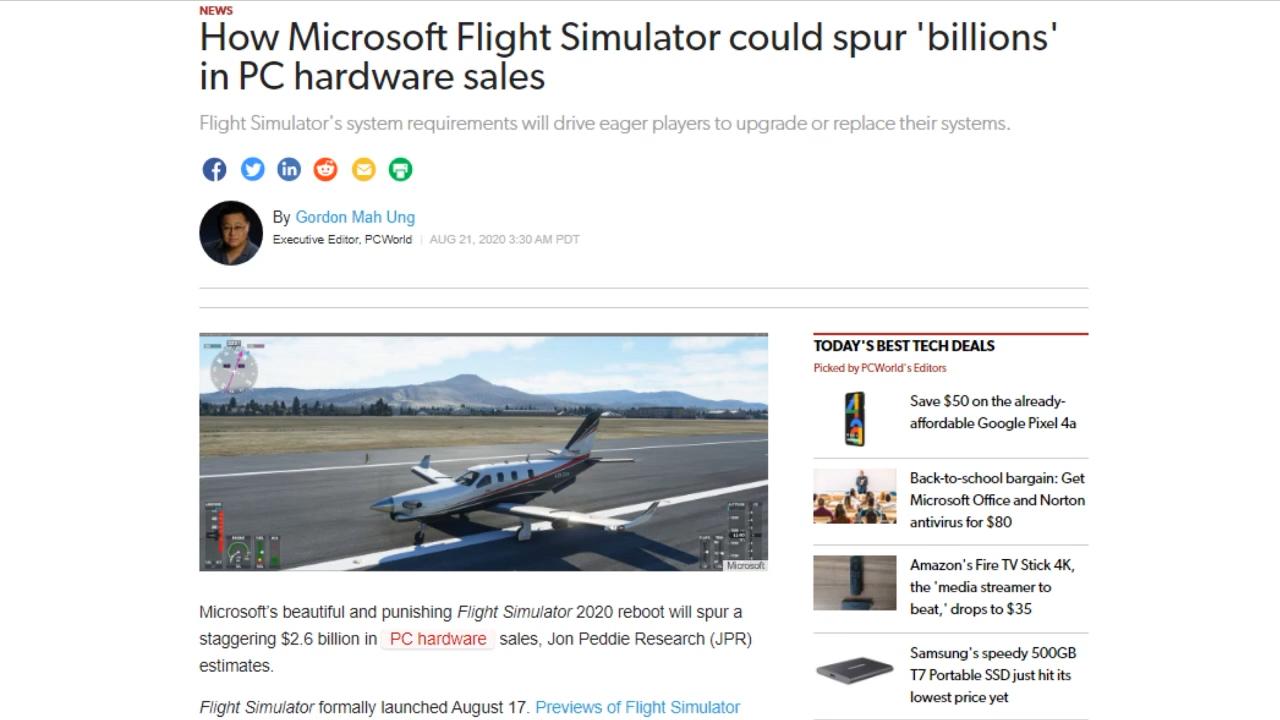 NEWS
How Microsoft Flight Simulator could spur 'billions'
in PC hardware sales
Flight Simulator's system requirements will drive eager players to upgrade or replace their systems.
By Gordon Mah Ung
Executive Editor, PCWorld | AUG 21, 2020 3:30 AM PDT
Microsoft
Microsoft's beautiful and punishing Flight Simulator 2020 reboot will spur a
staggering $2.6 billion in PC hardware sales, Jon Peddie Research (JPR)
estimates.
Flight Simulator formally launched August 17. Previews of Flight Simulator
TODAY'S BEST TECH DEALS
Picked by PCWorld's Editors
Save $50 on the already-
affordable Google Pixel 4a
Back-to-school bargain: Get
Microsoft Office and Norton
antivirus for $80
Amazon's Fire TV Stick 4K,
the 'media streamer to
beat,' drops to $35
Samsung's speedy 500GB
T7 Portable SSD just hit its
lowest price yet